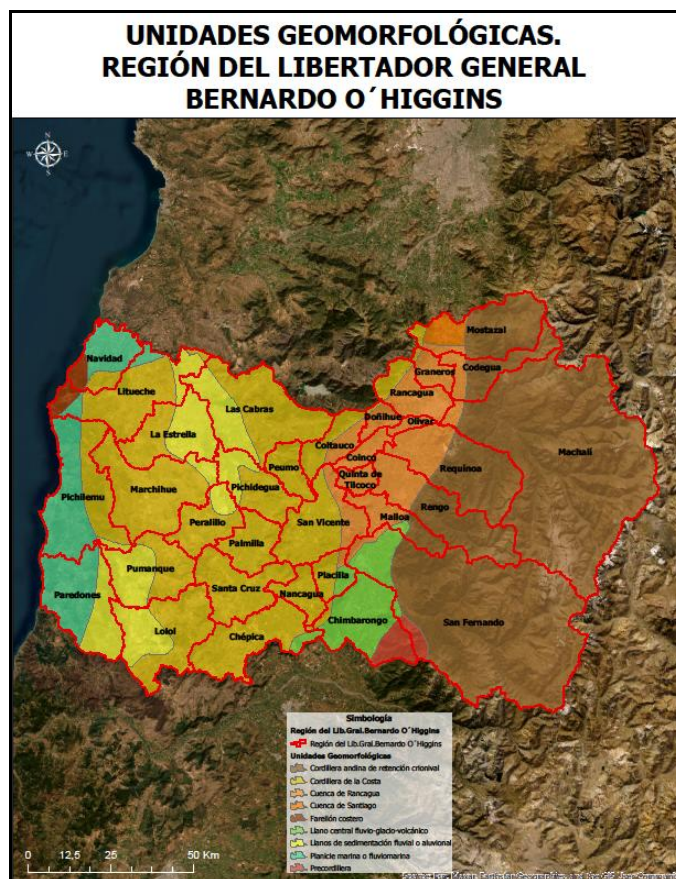 UNIDADES GEOMORFOLÓGICAS.
REGIÓN DEL LIBERTADOR GENERAL
BERNARDO O´HIGGINS
N
W E
S
Mostazal
Navidad
Codegua
Graneros
Litueche
Rancagua
Las Cabras
Doñihue
Olivar
La Estrella
Coltauco
Machalí
Coinco
Peumo
Requinoa
Quinta de
Tilcoco
Pichidegua
Marchihue
Pichilemu
Rengo
Malloa
San Vicente
Peralillo
Palmilla
Pumanque
Placilla
Paredones
Santa Cruz
Nancagua
Chimbarongo
San Fernando
Lolol
Chépica
Simbología
Región del Lib.Gral.Bernardo O´Higgins
Región del Lib.Gral.Bernardo O´Higgins
Unidades Geomorfológicas
Cordillera andina de retención crionival
Cordillera de la Costa
Cuenca de Rancagua
Cuenca de Santiago
Farellón costero
Llano central fluvio-glacio-volcánico
Llanos de sedimentación fluvial o aluvional
Planicie marina o fluviomarina
Precordillera
0 12,5 25 50 Km